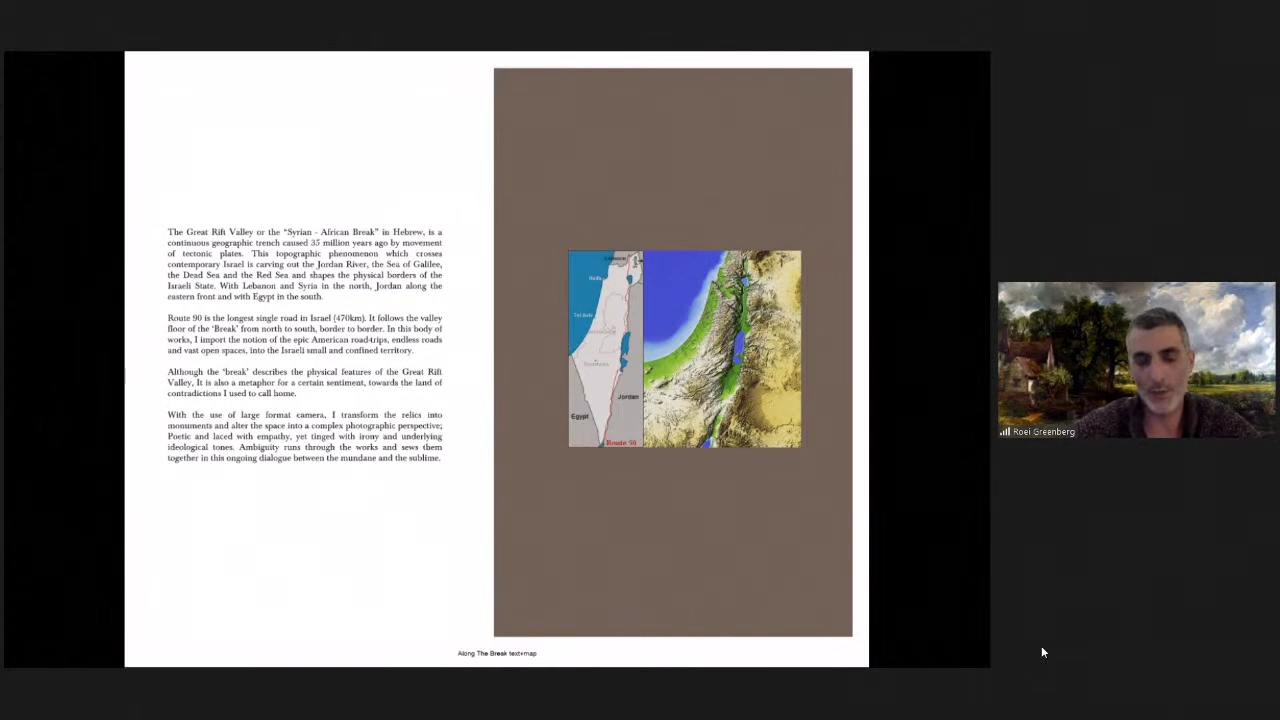 The Great Rift Valley or the “Syrian - African Break” in Hebrew, is a
continuous geographic trench caused 35 million years ago by movement
of tectonic plates. This topographic phenomenon which crosses
contemporary Israel is carving out the Jordan River, the Sea of Galilee,
the Dead Sea and the Red Sea and shapes the physical borders of the
Israeli State. With Lebanon and Syria in the north, Jordan along the
eastern front and with Egypt in the south.
Route 90 is the longest single road in Israel (470km). It follows the valley
floor of the ‘Break’ from north to south, border to border. In this body of
works, I import the notion of the epic American road-trips, endless roads
and vast open spaces, into the Israeli small and confined territory.
Although the ‘break’ describes the physical features of the Great Rift
Valley, It is also a metaphor for a certain sentiment, towards the land of
contradictions I used to call home.
With the use of large format camera, I transform the relics into
monuments and alter the space into a complex photographic perspective;
Poetic and laced with empathy, yet tinged with irony and underlying
ideological tones. Ambiguity runs through the works and sews them
together in this ongoing dialogue between the mundane and the sublime.
Haifa
Tel Aviv
Jordan
Egypt
Route 90
Along The Break text+map
Roei Greenberg